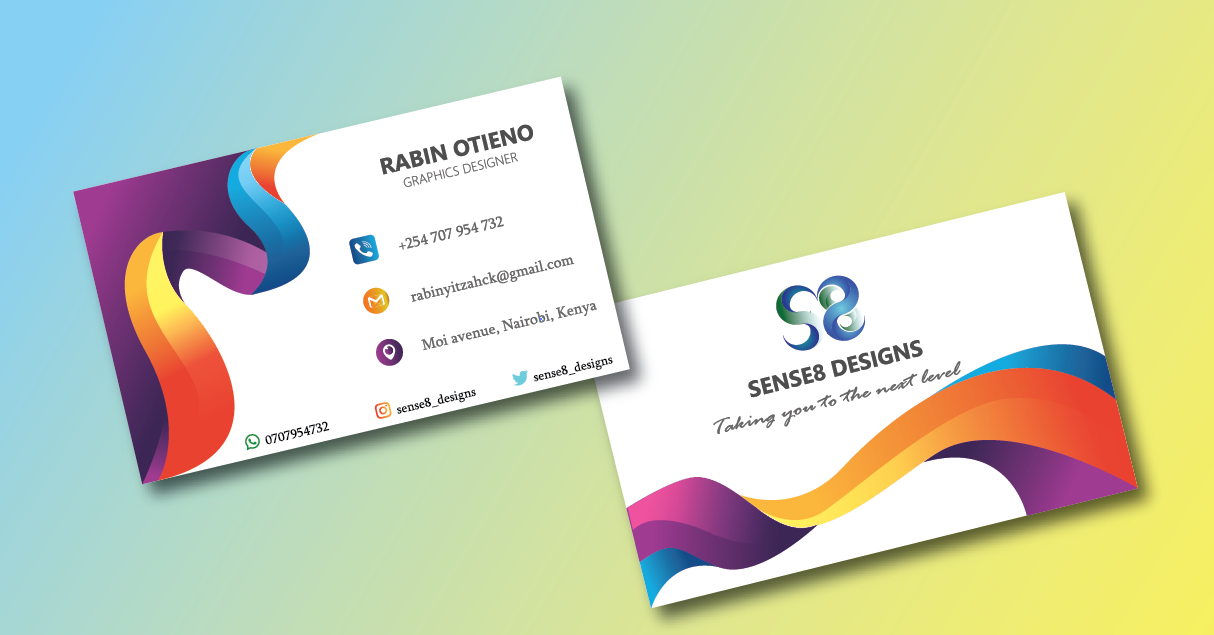 RABIN OTIENO
GRAPHICS DESIGNER
+254 707 954 732
rabinyitzahck@gmail.com
Moi avenue, Nairobi, Kenya
0707954732
sense8_designs
sense8_designs
S8
SENSE8 DESIGNS
Taking you to the next level